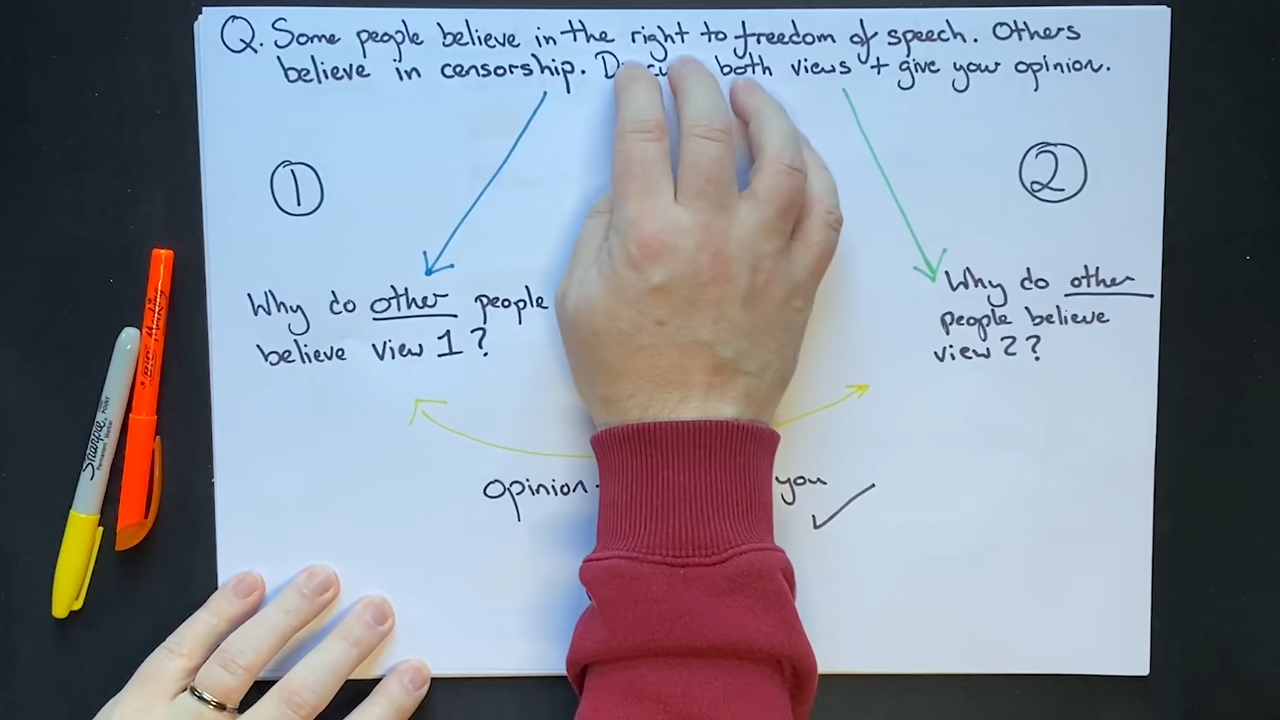 Q. Some people believe in the right to freedom of speech. Others
believe in censorship. both views + give your opinion.
1
2
Why do other people
believe view 1?
Why do other
people believe
view 2?
opinion.
you
Sharpie